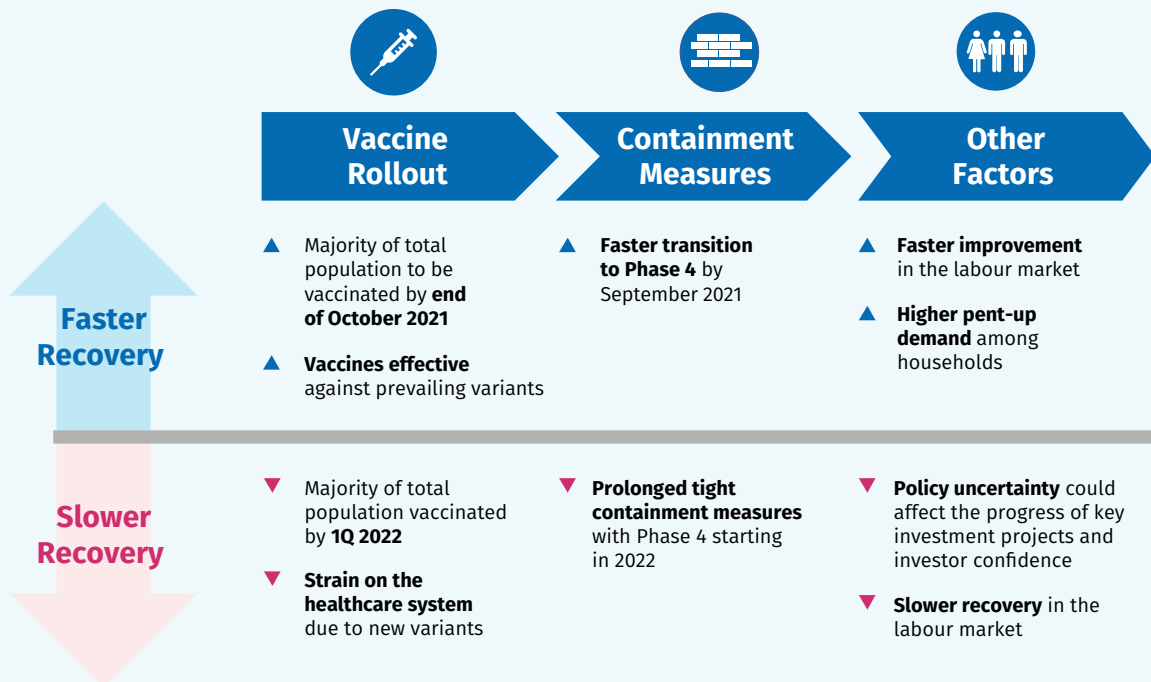 Vaccine
Rollout
Containment
Measures
Other
Factors
Faster
Recovery
Majority of total
population to be
vaccinated by end
of October 2021
Vaccines effective
against prevailing variants
Faster transition
to Phase 4 by
September 2021
Faster improvement
in the labour market
Higher pent-up
demand among
households
Slower
Recovery
Majority of total
population vaccinated
by 1Q 2022
Strain on the
healthcare system
due to new variants
Prolonged tight
containment measures
with Phase 4 starting
in 2022
Policy uncertainty could
affect the progress of key
investment projects and
investor confidence
Slower recovery in the
labour market